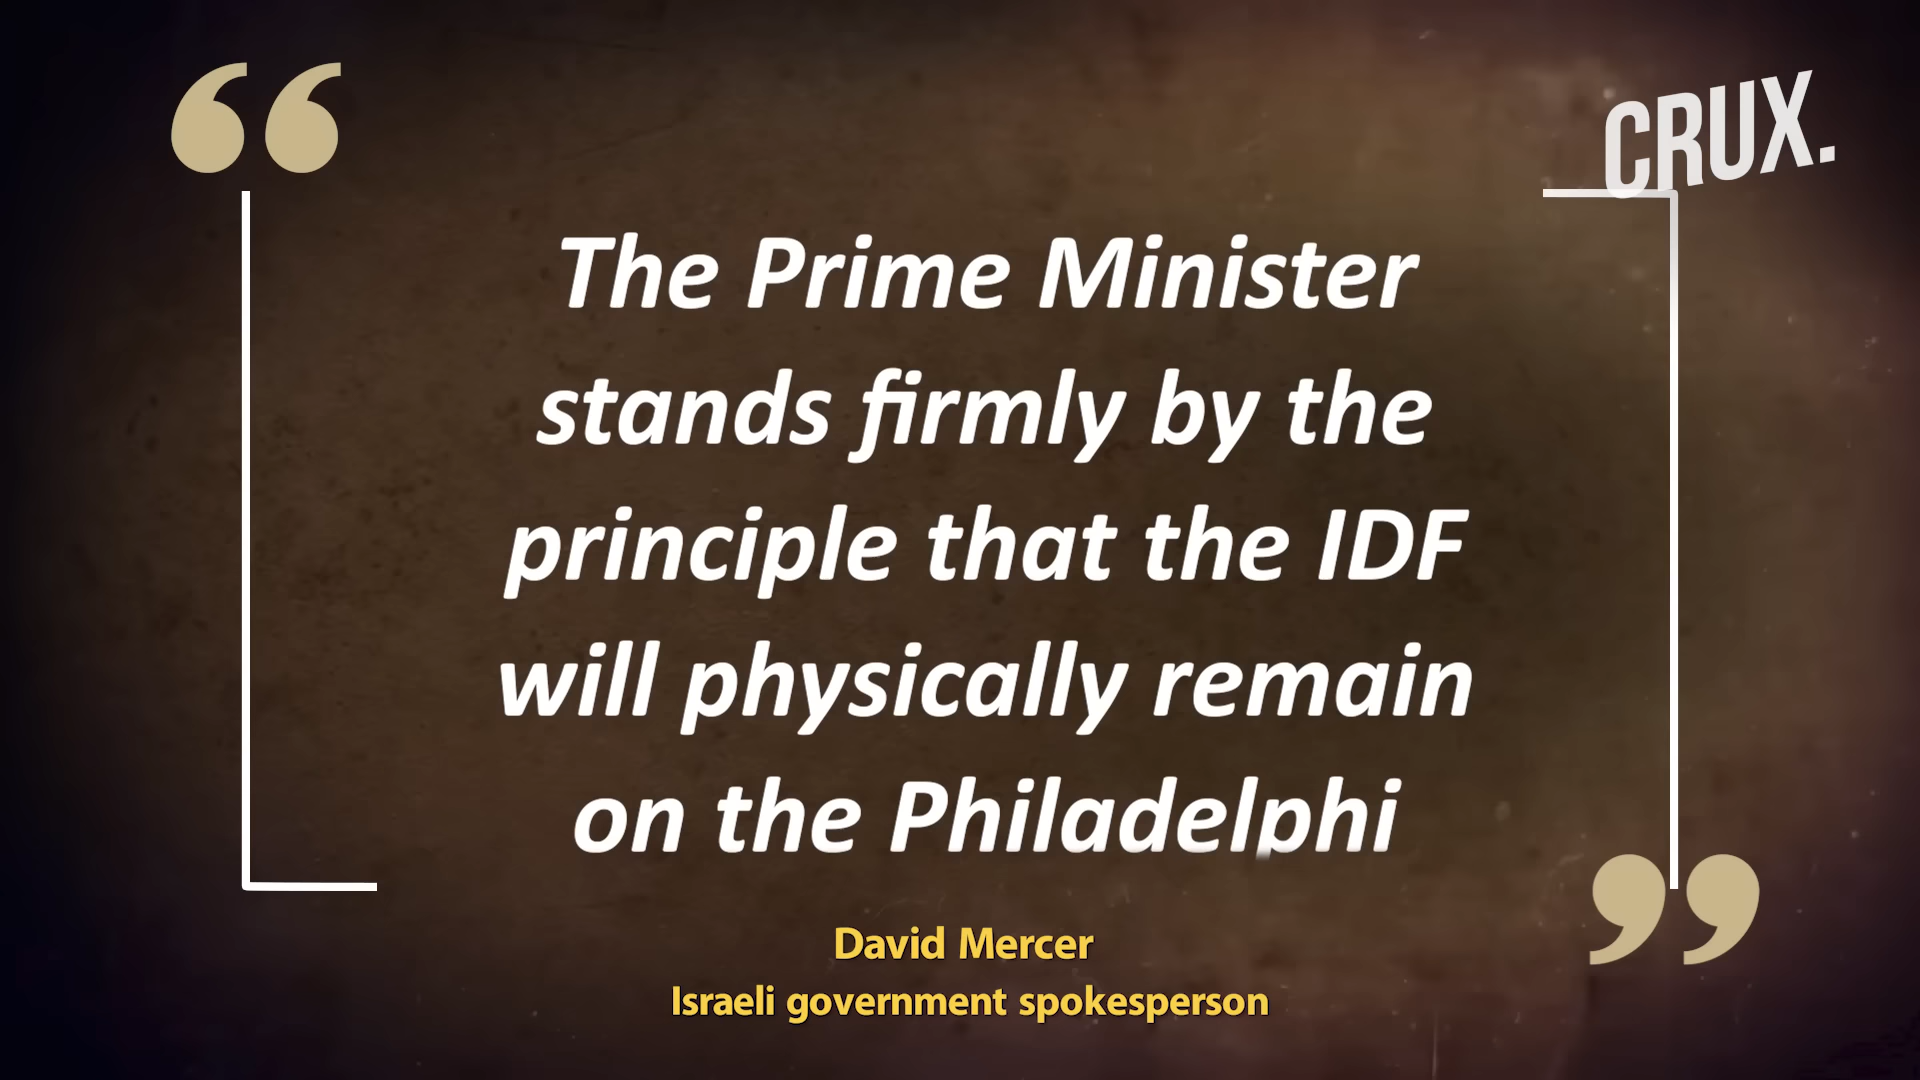 CRUX.
The Prime Minister
stands firmly by the
principle that the IDF
will physically remain
on the Philadelphi
David Mercer
Israeli government spokesperson